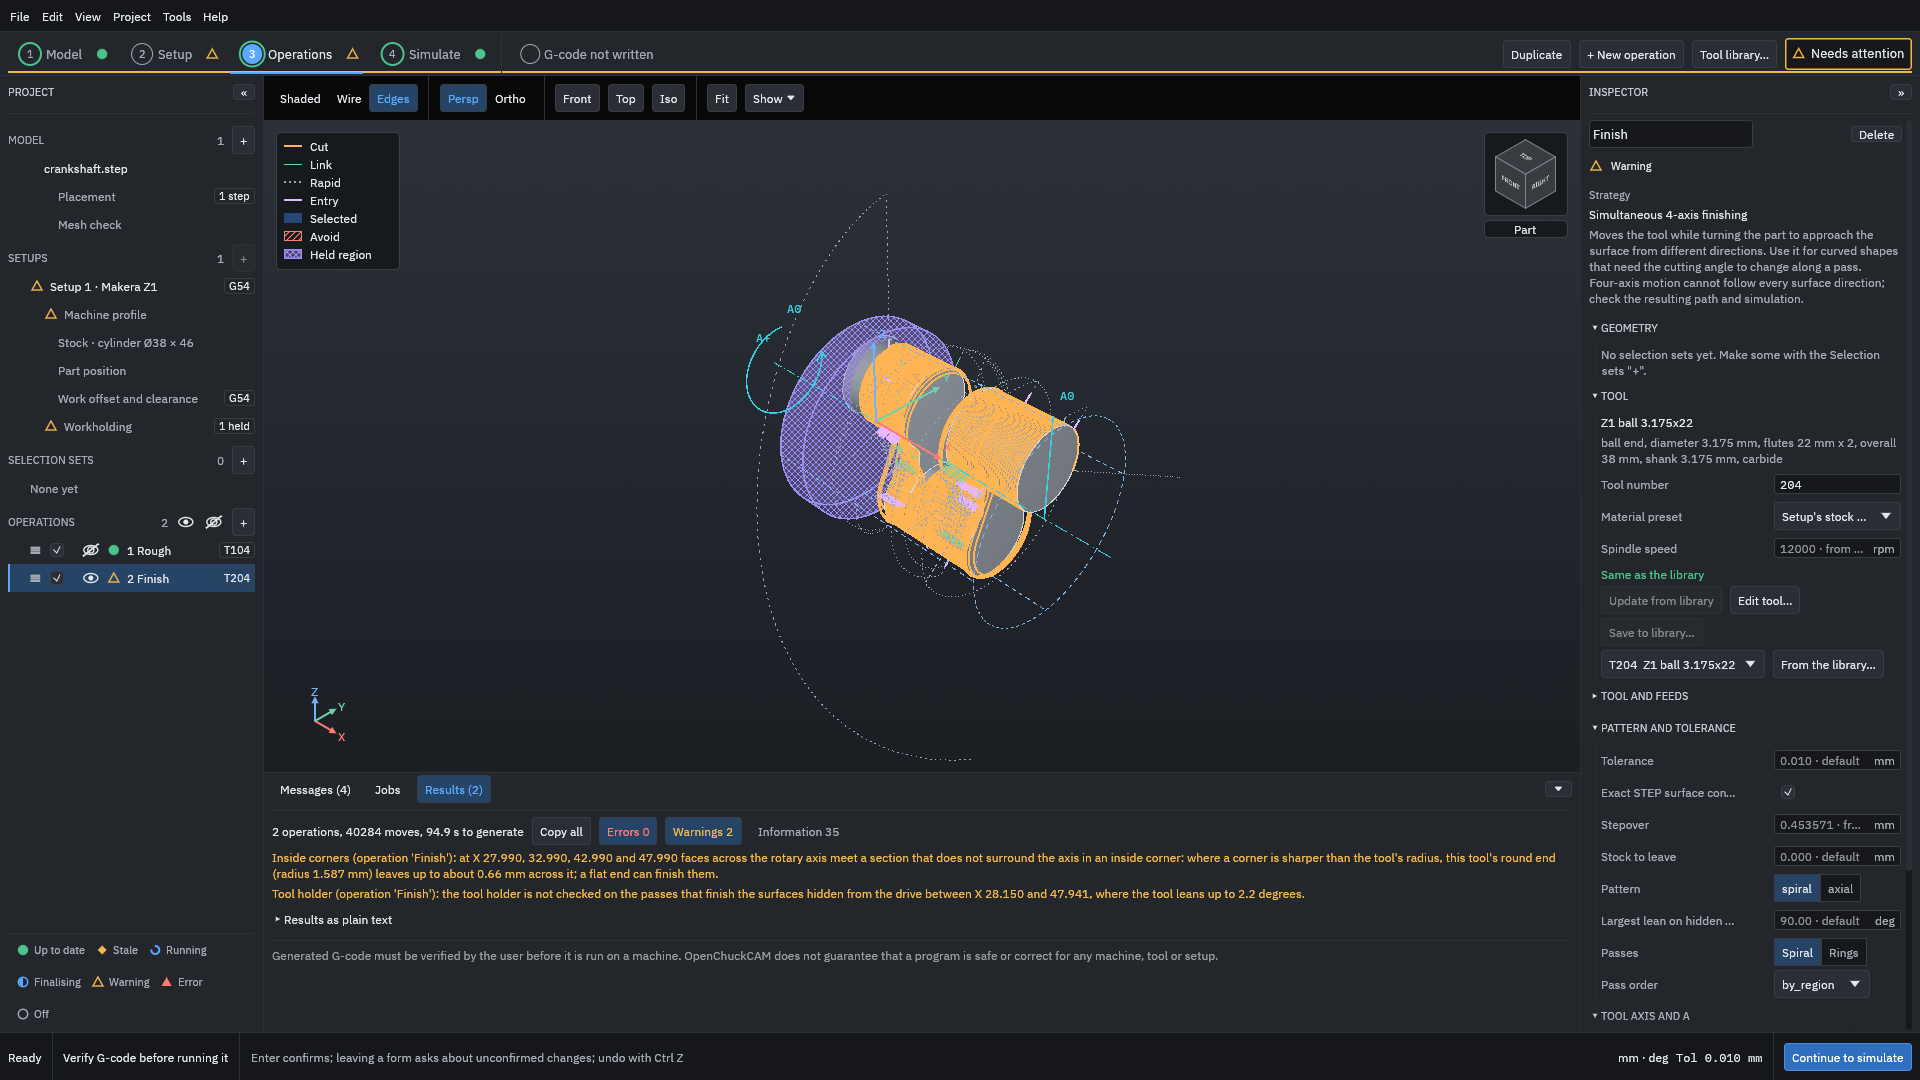 File Edit View Project Tools Help
1 Model 2 Setup 3 Operations 4 Simulate G-code not written Duplicate + New operation Tool library... Needs attention
PROJECT «
MODEL 1 +
crankshaft.step
Placement 1 step
Mesh check
SETUPS 1 +
Setup 1 · Makera Z1 G54
Machine profile
Stock · cylinder Ø38 × 46
Part position
Work offset and clearance G54
Workholding 1 held
SELECTION SETS 0 +
None yet
OPERATIONS 2 +
1 Rough T104
2 Finish T204
Up to date Stale Running
Finalising Warning Error
Off
Shaded Wire Edges Persp Ortho Front Top Iso Fit Show
Cut
Link
Rapid
Entry
Selected
Avoid
Held region
A0
A+
A0
TOP
FRONT RIGHT
Part
Z
Y
X
Messages (4) Jobs Results (2)
2 operations, 40284 moves, 94.9 s to generate Copy all Errors 0 Warnings 2 Information 35
Inside corners (operation 'Finish'): at X 27.990, 32.990, 42.990 and 47.990 faces across the rotary axis meet a section that does not surround the axis in an inside corner: where a corner is sharper than the tool's radius, this tool's round end
(radius 1.587 mm) leaves up to about 0.66 mm across it; a flat end can finish them.
Tool holder (operation 'Finish'): the tool holder is not checked on the passes that finish the surfaces hidden from the drive between X 28.150 and 47.941, where the tool leans up to 2.2 degrees.
Results as plain text
Generated G-code must be verified by the user before it is run on a machine. OpenChuckCAM does not guarantee that a program is safe or correct for any machine, tool or setup.
INSPECTOR »
Finish Delete
Warning
Strategy
Simultaneous 4-axis finishing
Moves the tool while turning the part to approach the
surface from different directions. Use it for curved shapes
that need the cutting angle to change along a pass.
Four-axis motion cannot follow every surface direction;
check the resulting path and simulation.
GEOMETRY
No selection sets yet. Make some with the Selection
sets "+".
TOOL
Z1 ball 3.175x22
ball end, diameter 3.175 mm, flutes 22 mm x 2, overall
38 mm, shank 3.175 mm, carbide
Tool number 204
Material preset Setup's stock ...
Spindle speed 12000 · from ... rpm
Same as the library
Update from library Edit tool...
Save to library...
T204 Z1 ball 3.175x22 From the library...
TOOL AND FEEDS
PATTERN AND TOLERANCE
Tolerance 0.010 · default mm
Exact STEP surface con...
Stepover 0.453571 · fr... mm
Stock to leave 0.000 · default mm
Pattern spiral axial
Largest lean on hidden ... 90.00 · default deg
Passes Spiral Rings
Pass order by_region
TOOL AXIS AND A
Ready Verify G-code before running it Enter confirms; leaving a form asks about unconfirmed changes; undo with Ctrl Z mm · deg Tol 0.010 mm Continue to simulate